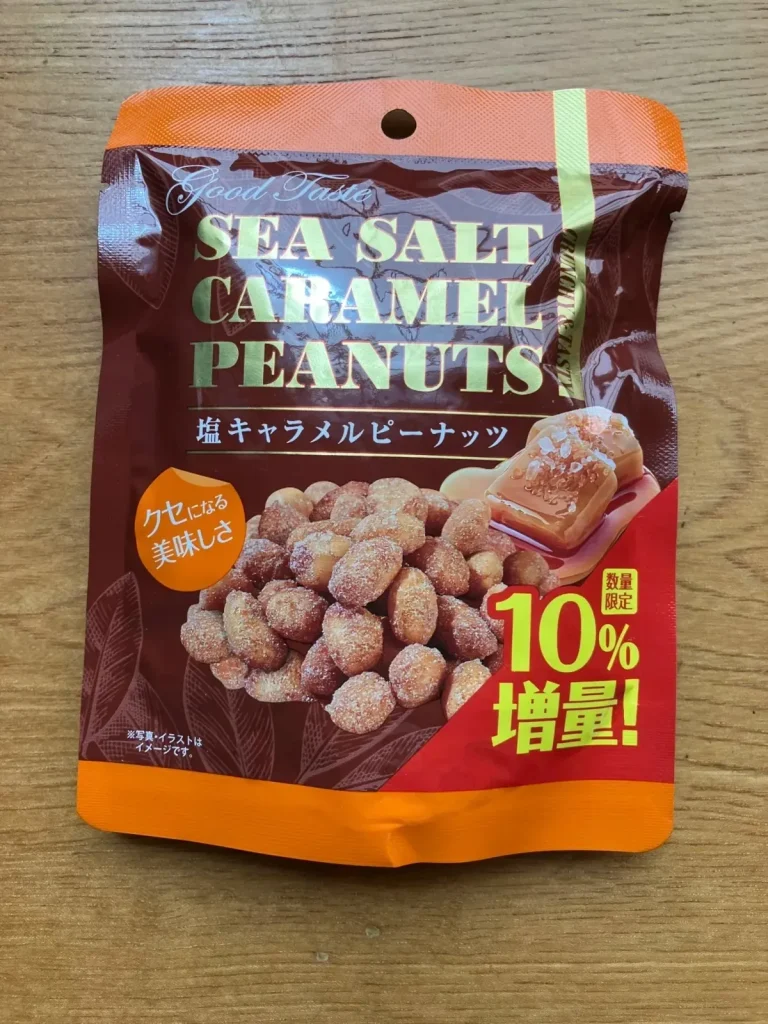 Good Taste
SEA SALT
CARAMEL
PEANUTS
CRUNCHY & TASTY
塩キャラメルピーナッツ
クセになる
美味しさ
数量
限定
10%
増量!
※写真・イラストは
イメージです。